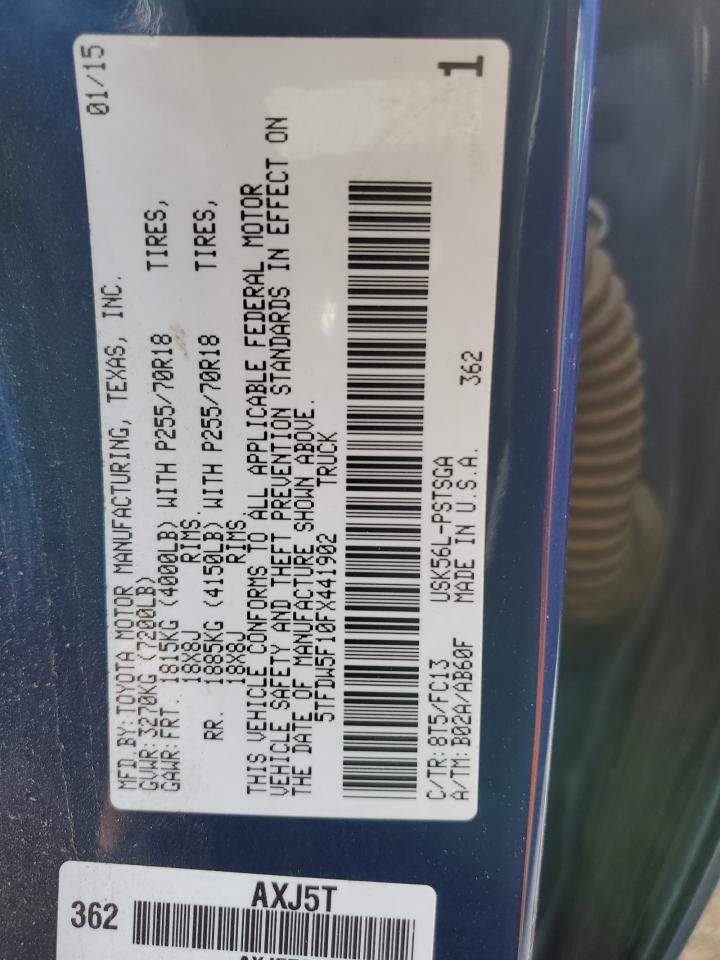 MFD.BY:TOYOTA MOTOR MANUFACTURING, TEXAS, INC. 01/15
GVWR:3270KG (7200LB)
GAWR:FRT. 1815KG (4000LB) WITH P255/70R18 TIRES,
18X8J RIMS
RR. 1885KG (4150LB) WITH P255/70R18 TIRES,
18X8J RIMS
THIS VEHICLE CONFORMS TO ALL APPLICABLE FEDERAL MOTOR
VEHICLE SAFETY AND THEFT PREVENTION STANDARDS IN EFFECT ON
THE DATE OF MANUFACTURE SHOWN ABOVE.
5TFDW5F10FX441902 TRUCK
C/TR:8T5/FC13 USK56L-PSTSGA
A/TM:B02A/AB60F MADE IN U.S.A. 362 1
AXJ5T
362